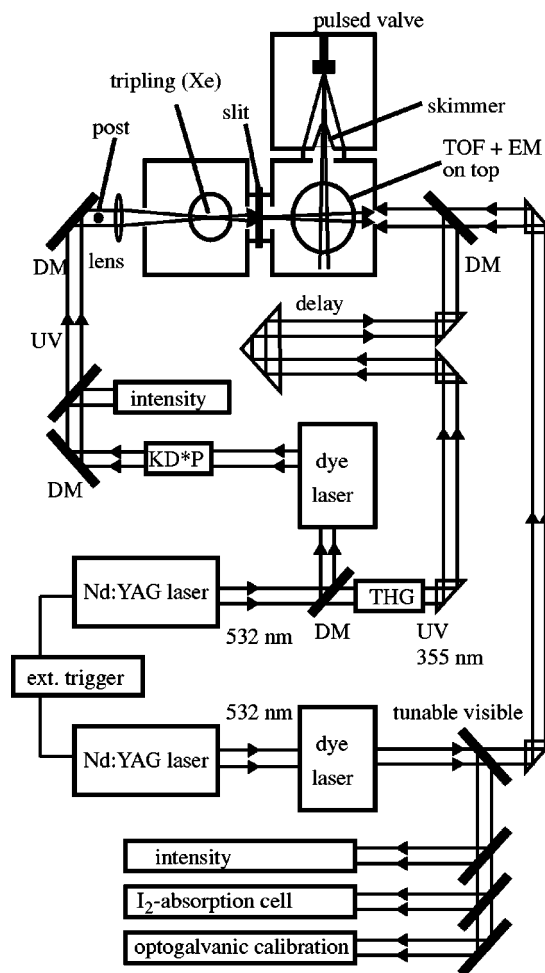 pulsed valve
tripling (Xe)
slit
skimmer
post
TOF + EM
on top
DM
lens
DM
delay
UV
intensity
KD*P
dye
laser
DM
Nd:YAG laser
THG
532 nm
DM
UV
355 nm
ext. trigger
532 nm
tunable visible
Nd:YAG laser
dye
laser
intensity
I₂-absorption cell
optogalvanic calibration